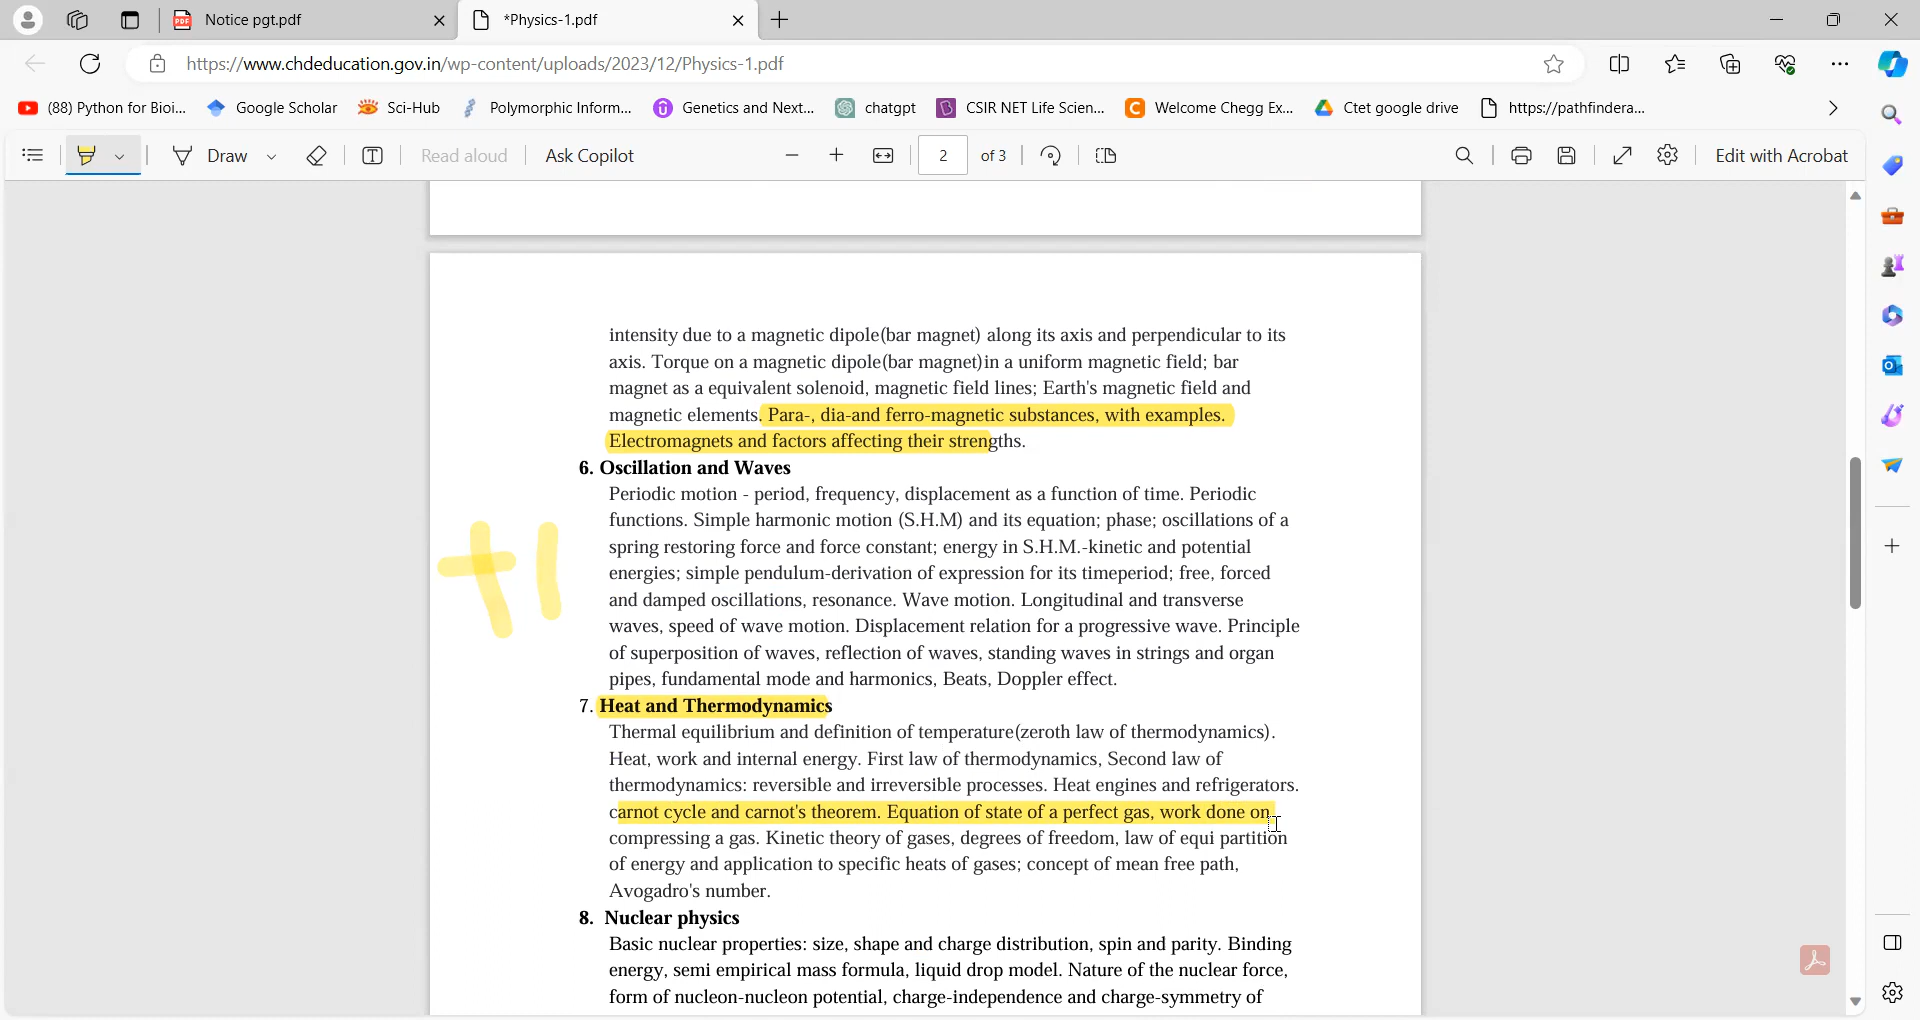 Notice pgt.pdf
*Physics-1.pdf
https://www.chdeducation.gov.in/wp-content/uploads/2023/12/Physics-1.pdf
(88) Python for Bioi...
Google Scholar
Sci-Hub
Polymorphic Inform...
Genetics and Next...
chatgpt
CSIR NET Life Scien...
Welcome Chegg Ex...
Ctet google drive
https://pathfindera...
Draw
Read aloud
Ask Copilot
2 of 3
Edit with Acrobat
intensity due to a magnetic dipole(bar magnet) along its axis and perpendicular to its
axis. Torque on a magnetic dipole(bar magnet)in a uniform magnetic field; bar
magnet as a equivalent solenoid, magnetic field lines; Earth's magnetic field and
magnetic elements. Para-, dia-and ferro-magnetic substances, with examples.
Electromagnets and factors affecting their strengths.
6. Oscillation and Waves
Periodic motion - period, frequency, displacement as a function of time. Periodic
functions. Simple harmonic motion (S.H.M) and its equation; phase; oscillations of a
spring restoring force and force constant; energy in S.H.M.-kinetic and potential
energies; simple pendulum-derivation of expression for its timeperiod; free, forced
and damped oscillations, resonance. Wave motion. Longitudinal and transverse
waves, speed of wave motion. Displacement relation for a progressive wave. Principle
of superposition of waves, reflection of waves, standing waves in strings and organ
pipes, fundamental mode and harmonics, Beats, Doppler effect.
+1
7. Heat and Thermodynamics
Thermal equilibrium and definition of temperature(zeroth law of thermodynamics).
Heat, work and internal energy. First law of thermodynamics, Second law of
thermodynamics: reversible and irreversible processes. Heat engines and refrigerators.
carnot cycle and carnot's theorem. Equation of state of a perfect gas, work done on
compressing a gas. Kinetic theory of gases, degrees of freedom, law of equi partition
of energy and application to specific heats of gases; concept of mean free path,
Avogadro's number.
8. Nuclear physics
Basic nuclear properties: size, shape and charge distribution, spin and parity. Binding
energy, semi empirical mass formula, liquid drop model. Nature of the nuclear force,
form of nucleon-nucleon potential, charge-independence and charge-symmetry of